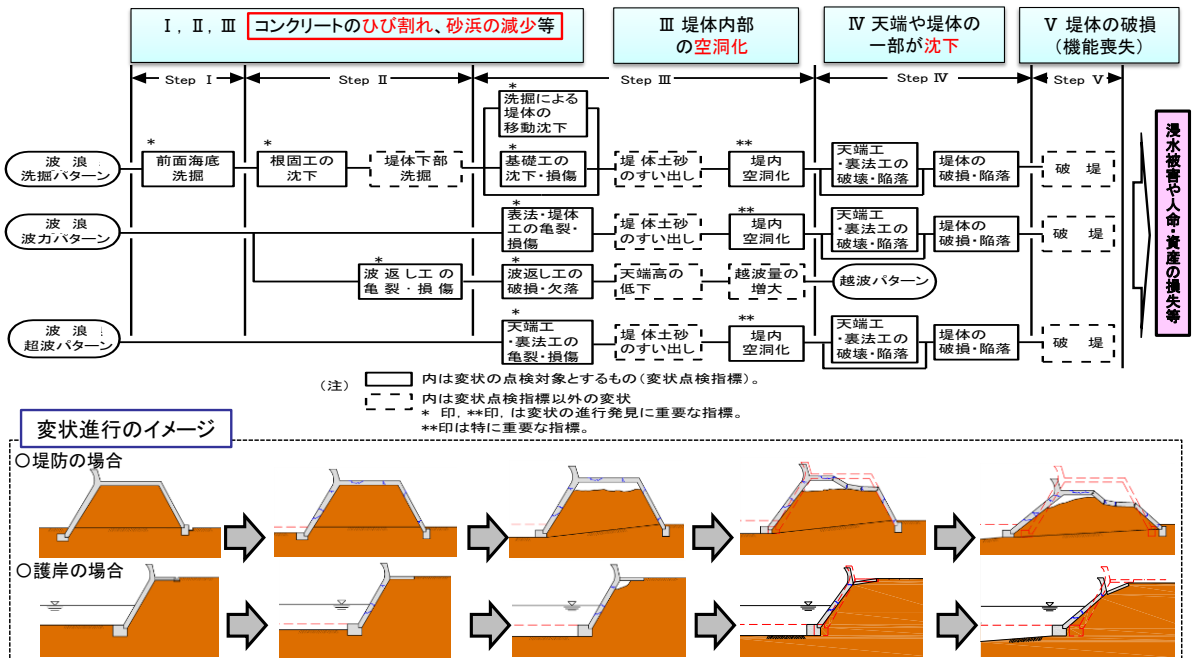 Ⅰ, Ⅱ, Ⅲ コンクリートのひび割れ、砂浜の減少等
Ⅲ 堤体内部
の空洞化
Ⅳ 天端や堤体の
一部が沈下
Ⅴ 堤体の破損
(機能喪失)
Step Ⅰ
Step Ⅱ
Step Ⅲ
Step Ⅳ
Step Ⅴ
*
洗掘による
堤体の
移動沈下
波 浪
洗掘パターン
*
前面海底
洗掘
*
根固工の
沈下
堤体下部
洗掘
*
基礎工の
沈下・損傷
堤体土砂
のすい出し
**
堤内
空洞化
天端工
・裏法工の
破壊・陥落
堤体の
破損・陥落
破 堤
波 浪
波力パターン
*
表法・堤体
工の亀裂・
損傷
堤体土砂
のすい出し
**
堤内
空洞化
天端工
・裏法工の
破壊・陥落
堤体の
破損・陥落
破 堤
*
波返し工の
亀裂・損傷
*
波返し工の
破損・欠落
天端高の
低下
越波量の
増大
越波パターン
波 浪
越波パターン
*
天端工
・裏法工の
亀裂・損傷
堤体土砂
のすい出し
**
堤内
空洞化
天端工
・裏法工の
破壊・陥落
堤体の
破損・陥落
破 堤
浸水被害や人命・資産の損失等
(注) 内は変状の点検対象とするもの(変状点検指標)。
内は変状点検指標以外の変状
* 印, **印, は変状の進行発見に重要な指標。
**印は特に重要な指標。
変状進行のイメージ
○堤防の場合
○護岸の場合